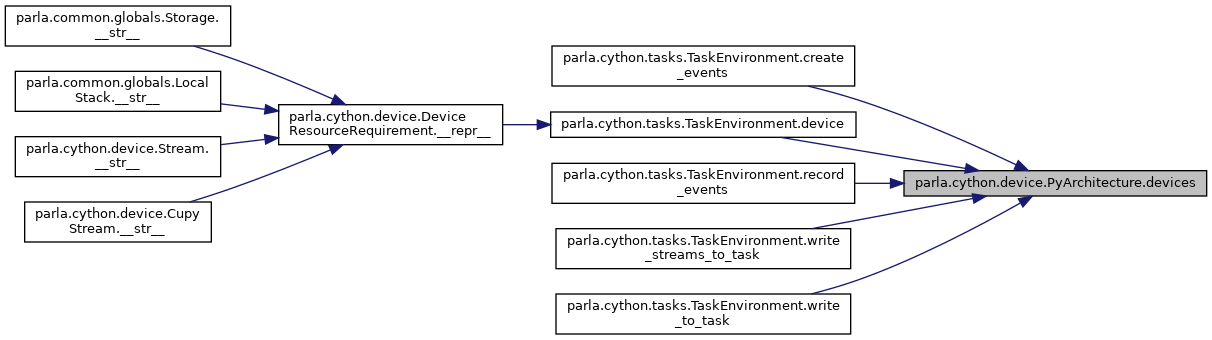 parla.common.globals.Storage.
__str__
parla.common.globals.Local
Stack.__str__
parla.cython.device.Stream.
__str__
parla.cython.device.Cupy
Stream.__str__
parla.cython.device.Device
ResourceRequirement.__repr__
parla.cython.tasks.TaskEnvironment.create
_events
parla.cython.tasks.TaskEnvironment.device
parla.cython.tasks.TaskEnvironment.record
_events
parla.cython.tasks.TaskEnvironment.write
_streams_to_task
parla.cython.tasks.TaskEnvironment.write
_to_task
parla.cython.device.PyArchitecture.devices